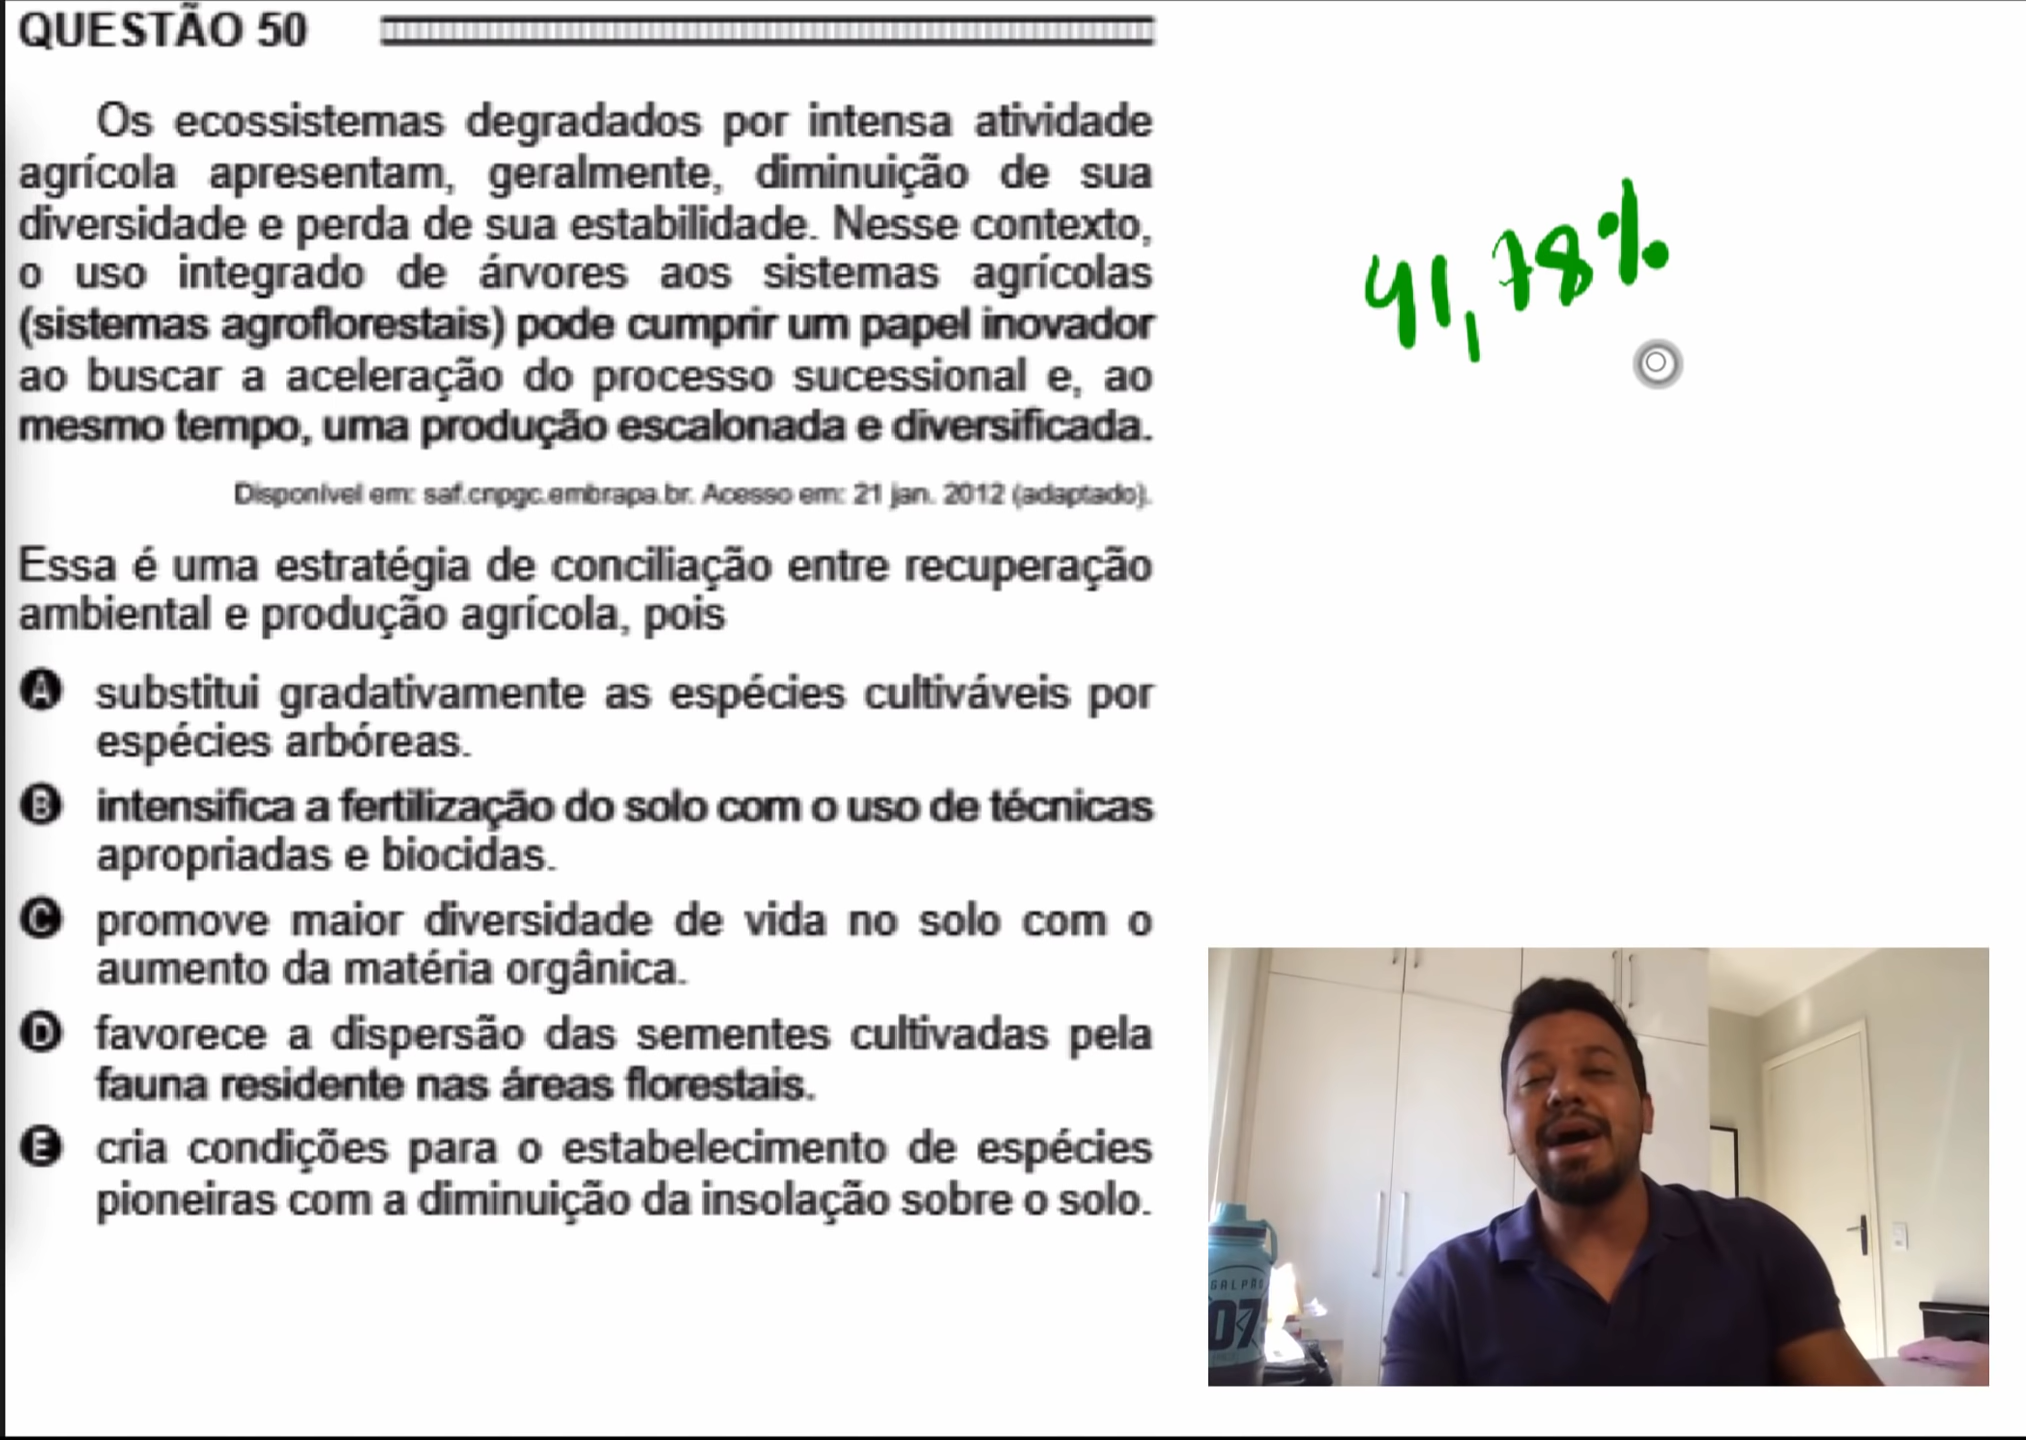 QUESTÃO 50
Os ecossistemas degradados por intensa atividade
agrícola apresentam, geralmente, diminuição de sua
diversidade e perda de sua estabilidade. Nesse contexto,
o uso integrado de árvores aos sistemas agrícolas
(sistemas agroflorestais) pode cumprir um papel inovador
ao buscar a aceleração do processo sucessional e, ao
mesmo tempo, uma produção escalonada e diversificada.
Disponível em: saf.cnpgc.embrapa.br. Acesso em: 21 jan. 2012 (adaptado).
Essa é uma estratégia de conciliação entre recuperação
ambiental e produção agrícola, pois
A substitui gradativamente as espécies cultiváveis por
espécies arbóreas.
B intensifica a fertilização do solo com o uso de técnicas
apropriadas e biocidas.
C promove maior diversidade de vida no solo com o
aumento da matéria orgânica.
D favorece a dispersão das sementes cultivadas pela
fauna residente nas áreas florestais.
E cria condições para o estabelecimento de espécies
pioneiras com a diminuição da insolação sobre o solo.
41,78%
GALPÃO
07